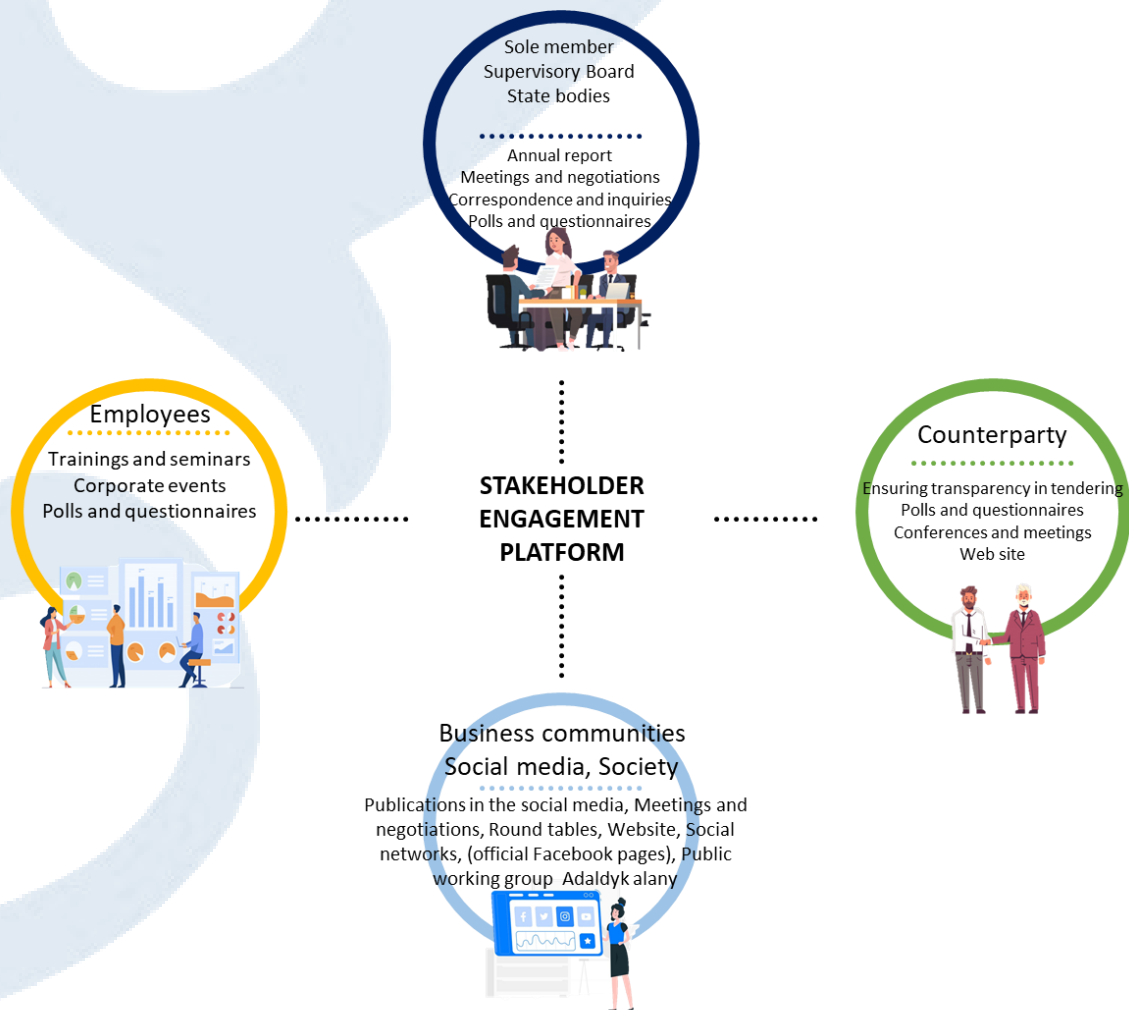 Sole member
Supervisory Board
State bodies
Annual report
Meetings and negotiations
Correspondence and inquiries
Polls and questionnaires
Employees
Trainings and seminars
Corporate events
Polls and questionnaires
STAKEHOLDER
ENGAGEMENT
PLATFORM
Counterparty
Ensuring transparency in tendering
Polls and questionnaires
Conferences and meetings
Web site
Business communities
Social media, Society
Publications in the social media, Meetings and
negotiations, Round tables, Website, Social
networks, (official Facebook pages), Public
working group Adaldyk alany